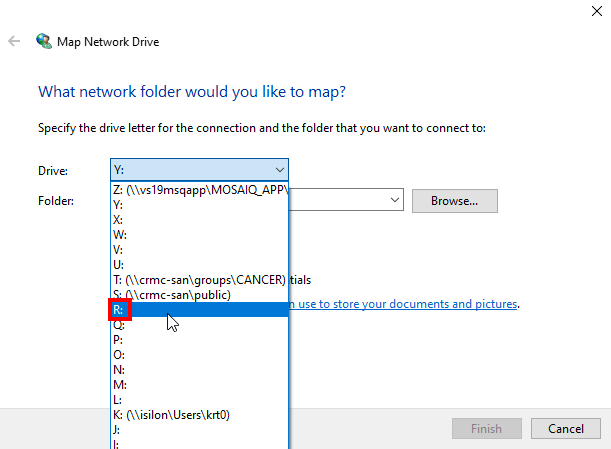 Map Network Drive
What network folder would you like to map?
Specify the drive letter for the connection and the folder that you want to connect to:
Drive: Y:
Z: (\\vs19msqapp\MOSAIQ_APP\
Folder:
Browse...
Y:
X:
W:
V:
U:
T: (\\crmc-san\groups\CANCER) tials
S: (\\crmc-san\public)
R: n use to store your documents and pictures.
Q:
P:
O:
N:
M:
L:
K: (\\isilon\Users\krt0)
J:
I:
Finish Cancel